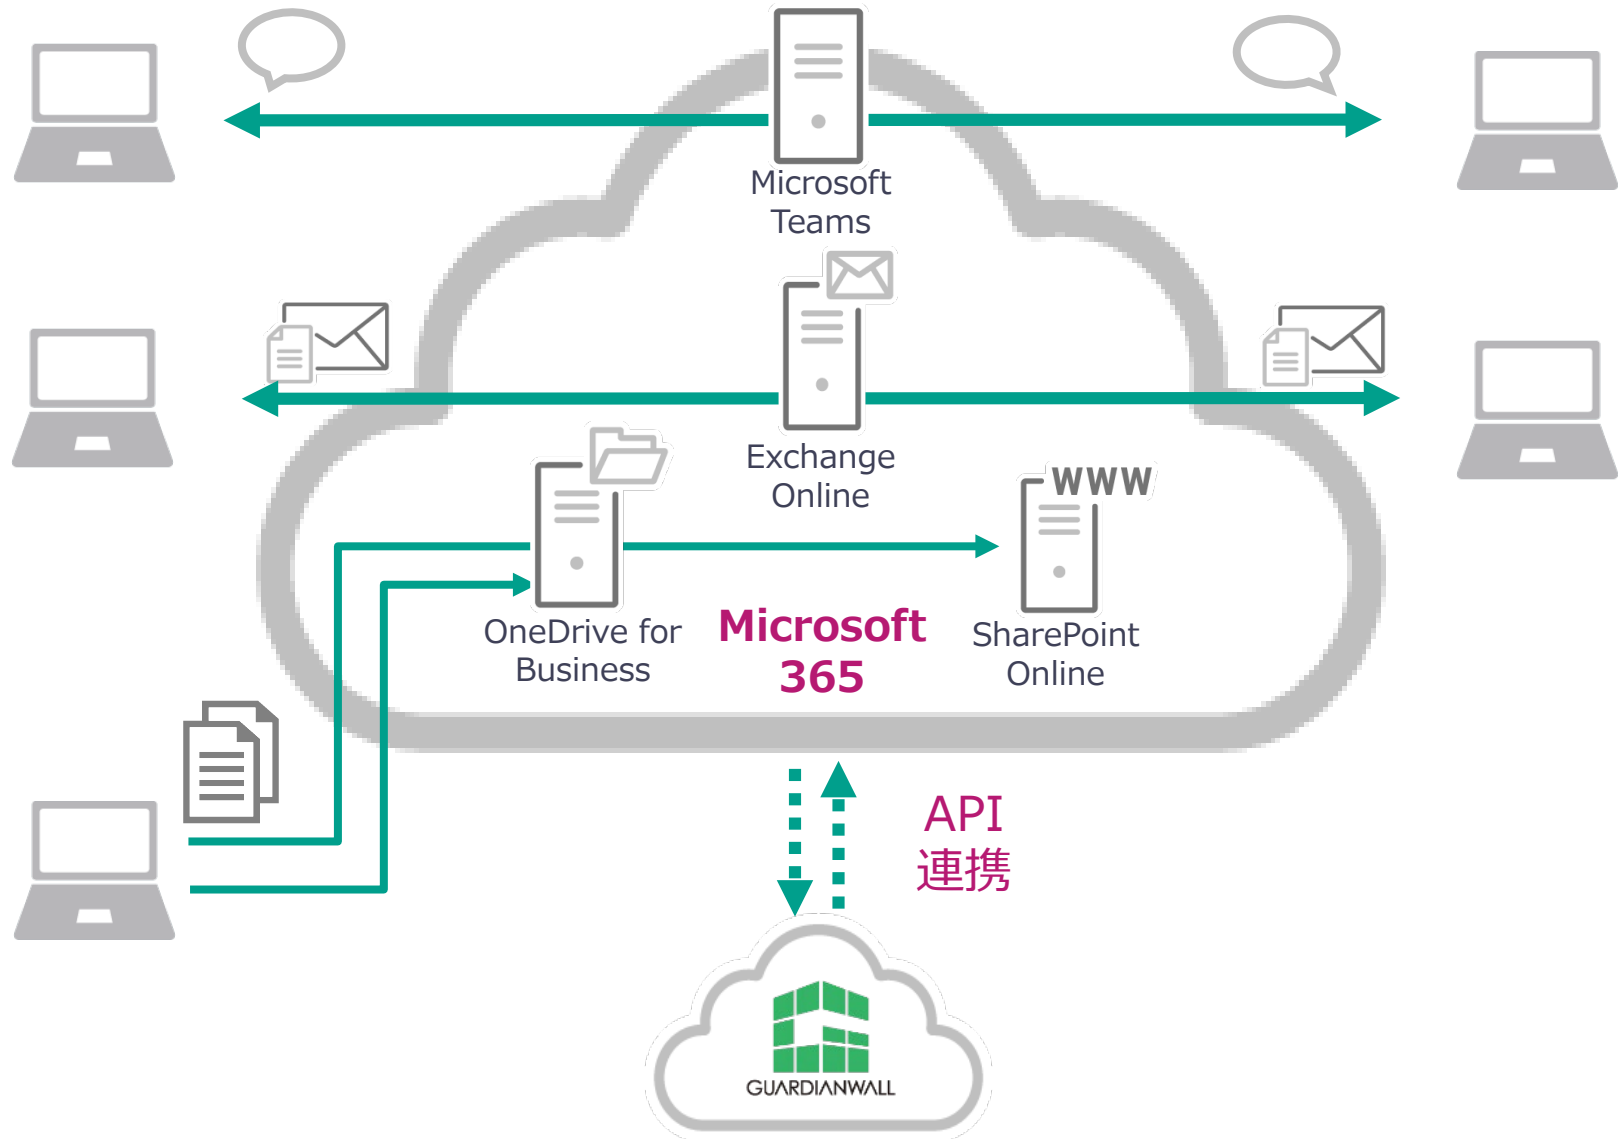 Microsoft
Teams
Exchange
Online
WWW
OneDrive for
Business
Microsoft
365
SharePoint
Online
API
連携
GUARDIANWALL